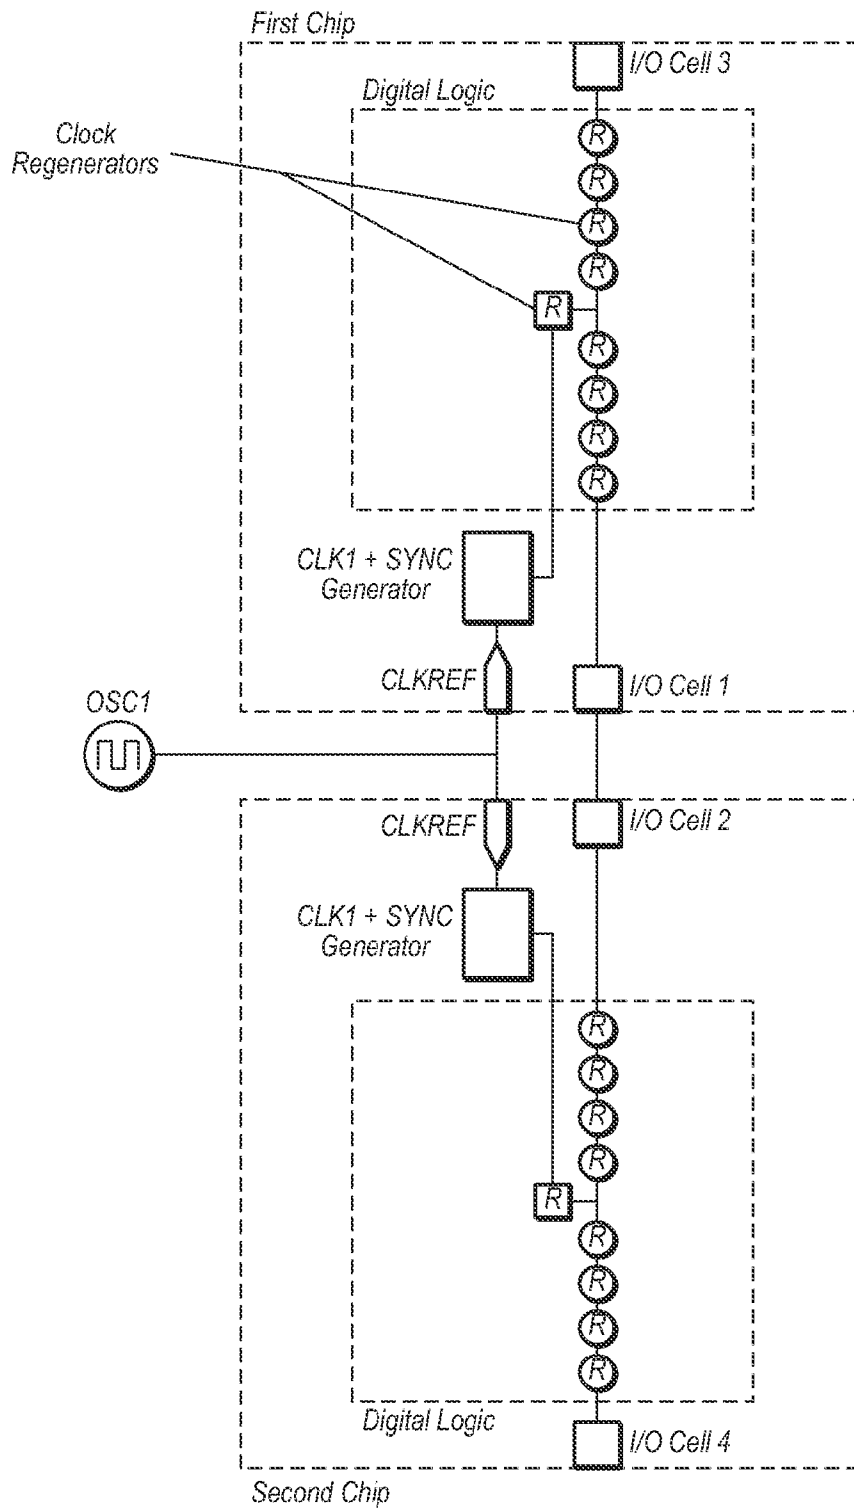 First Chip
I/O Cell 3
Digital Logic
Clock
Regenerators
R
R
R
R
R
R
R
R
R
CLK1 + SYNC
Generator
CLKREF
I/O Cell 1
OSC1
CLKREF
I/O Cell 2
CLK1 + SYNC
Generator
R
R
R
R
R
R
R
R
R
Digital Logic
I/O Cell 4
Second Chip